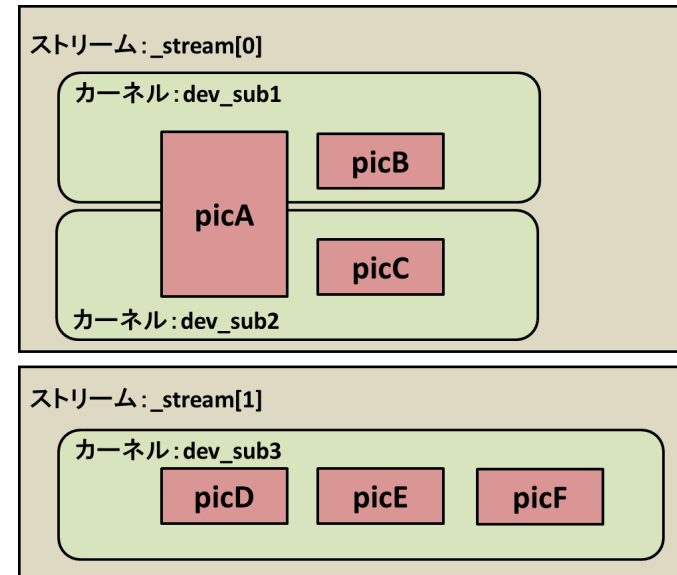 ストリーム:_stream[0]
カーネル:dev_sub1
picB
picA
picC
カーネル:dev_sub2
ストリーム:_stream[1]
カーネル:dev_sub3
picD picE picF